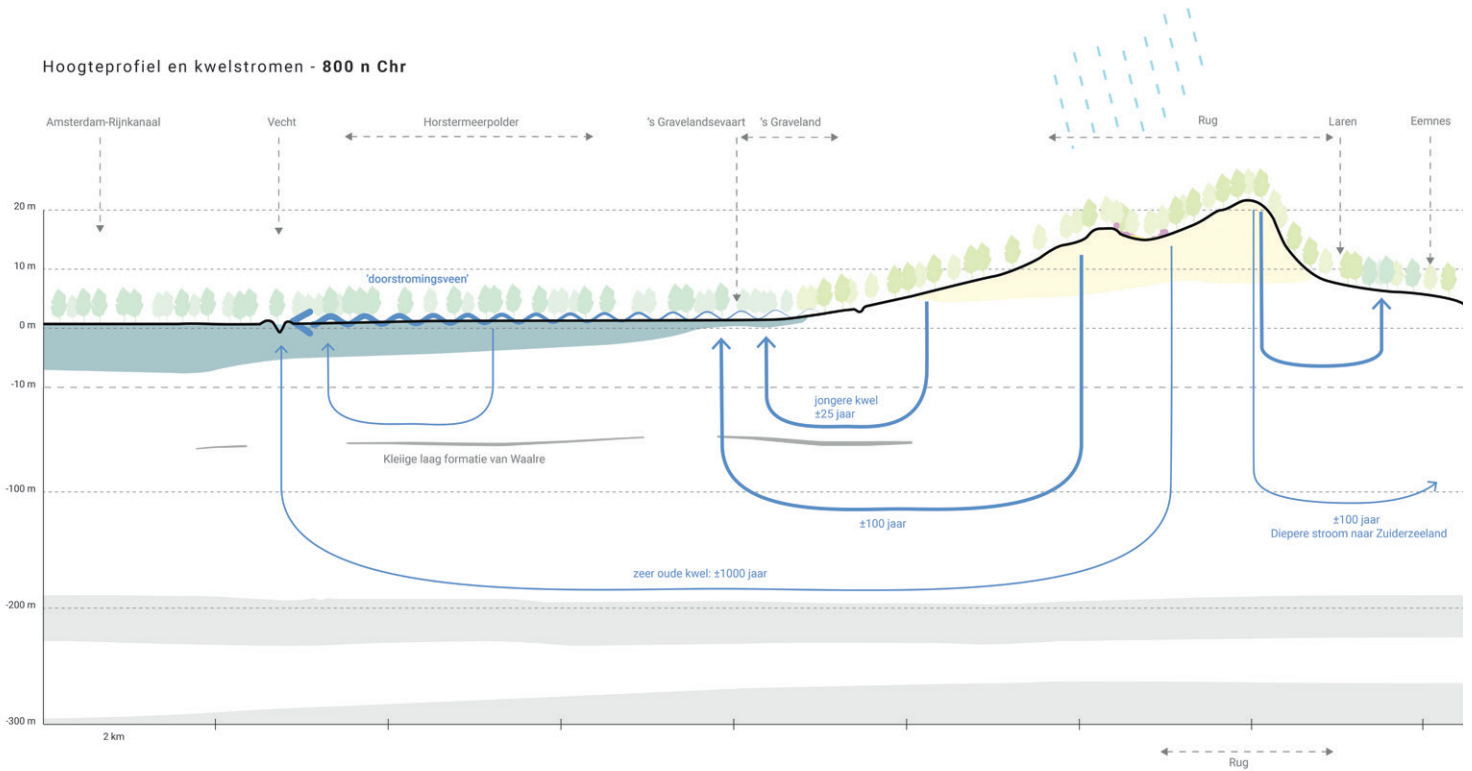 Hoogteprofiel en kwelstromen - 800 n Chr
Amsterdam-Rijnkanaal
Vecht
Horstermeerpolder
's Gravelandsevaart
's Graveland
Rug
Laren
Eemnes
20 m
10 m
'doorstromingsveen'
0 m
-10 m
jongere kwel
±25 jaar
Kleiige laag formatie van Waalre
-100 m
±100 jaar
±100 jaar
Diepere stroom naar Zuiderzeeland
zeer oude kwel: ±1000 jaar
-200 m
-300 m
2 km
Rug